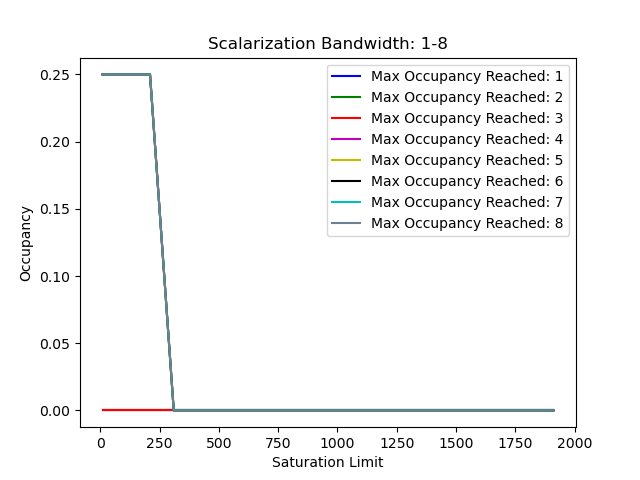 Scalarization Bandwidth: 1-8
Max Occupancy Reached: 1
Max Occupancy Reached: 2
Max Occupancy Reached: 3
Max Occupancy Reached: 4
Max Occupancy Reached: 5
Max Occupancy Reached: 6
Max Occupancy Reached: 7
Max Occupancy Reached: 8
Occupancy
0.25
0.20
0.15
0.10
0.05
0.00
0 250 500 750 1000 1250 1500 1750 2000
Saturation Limit